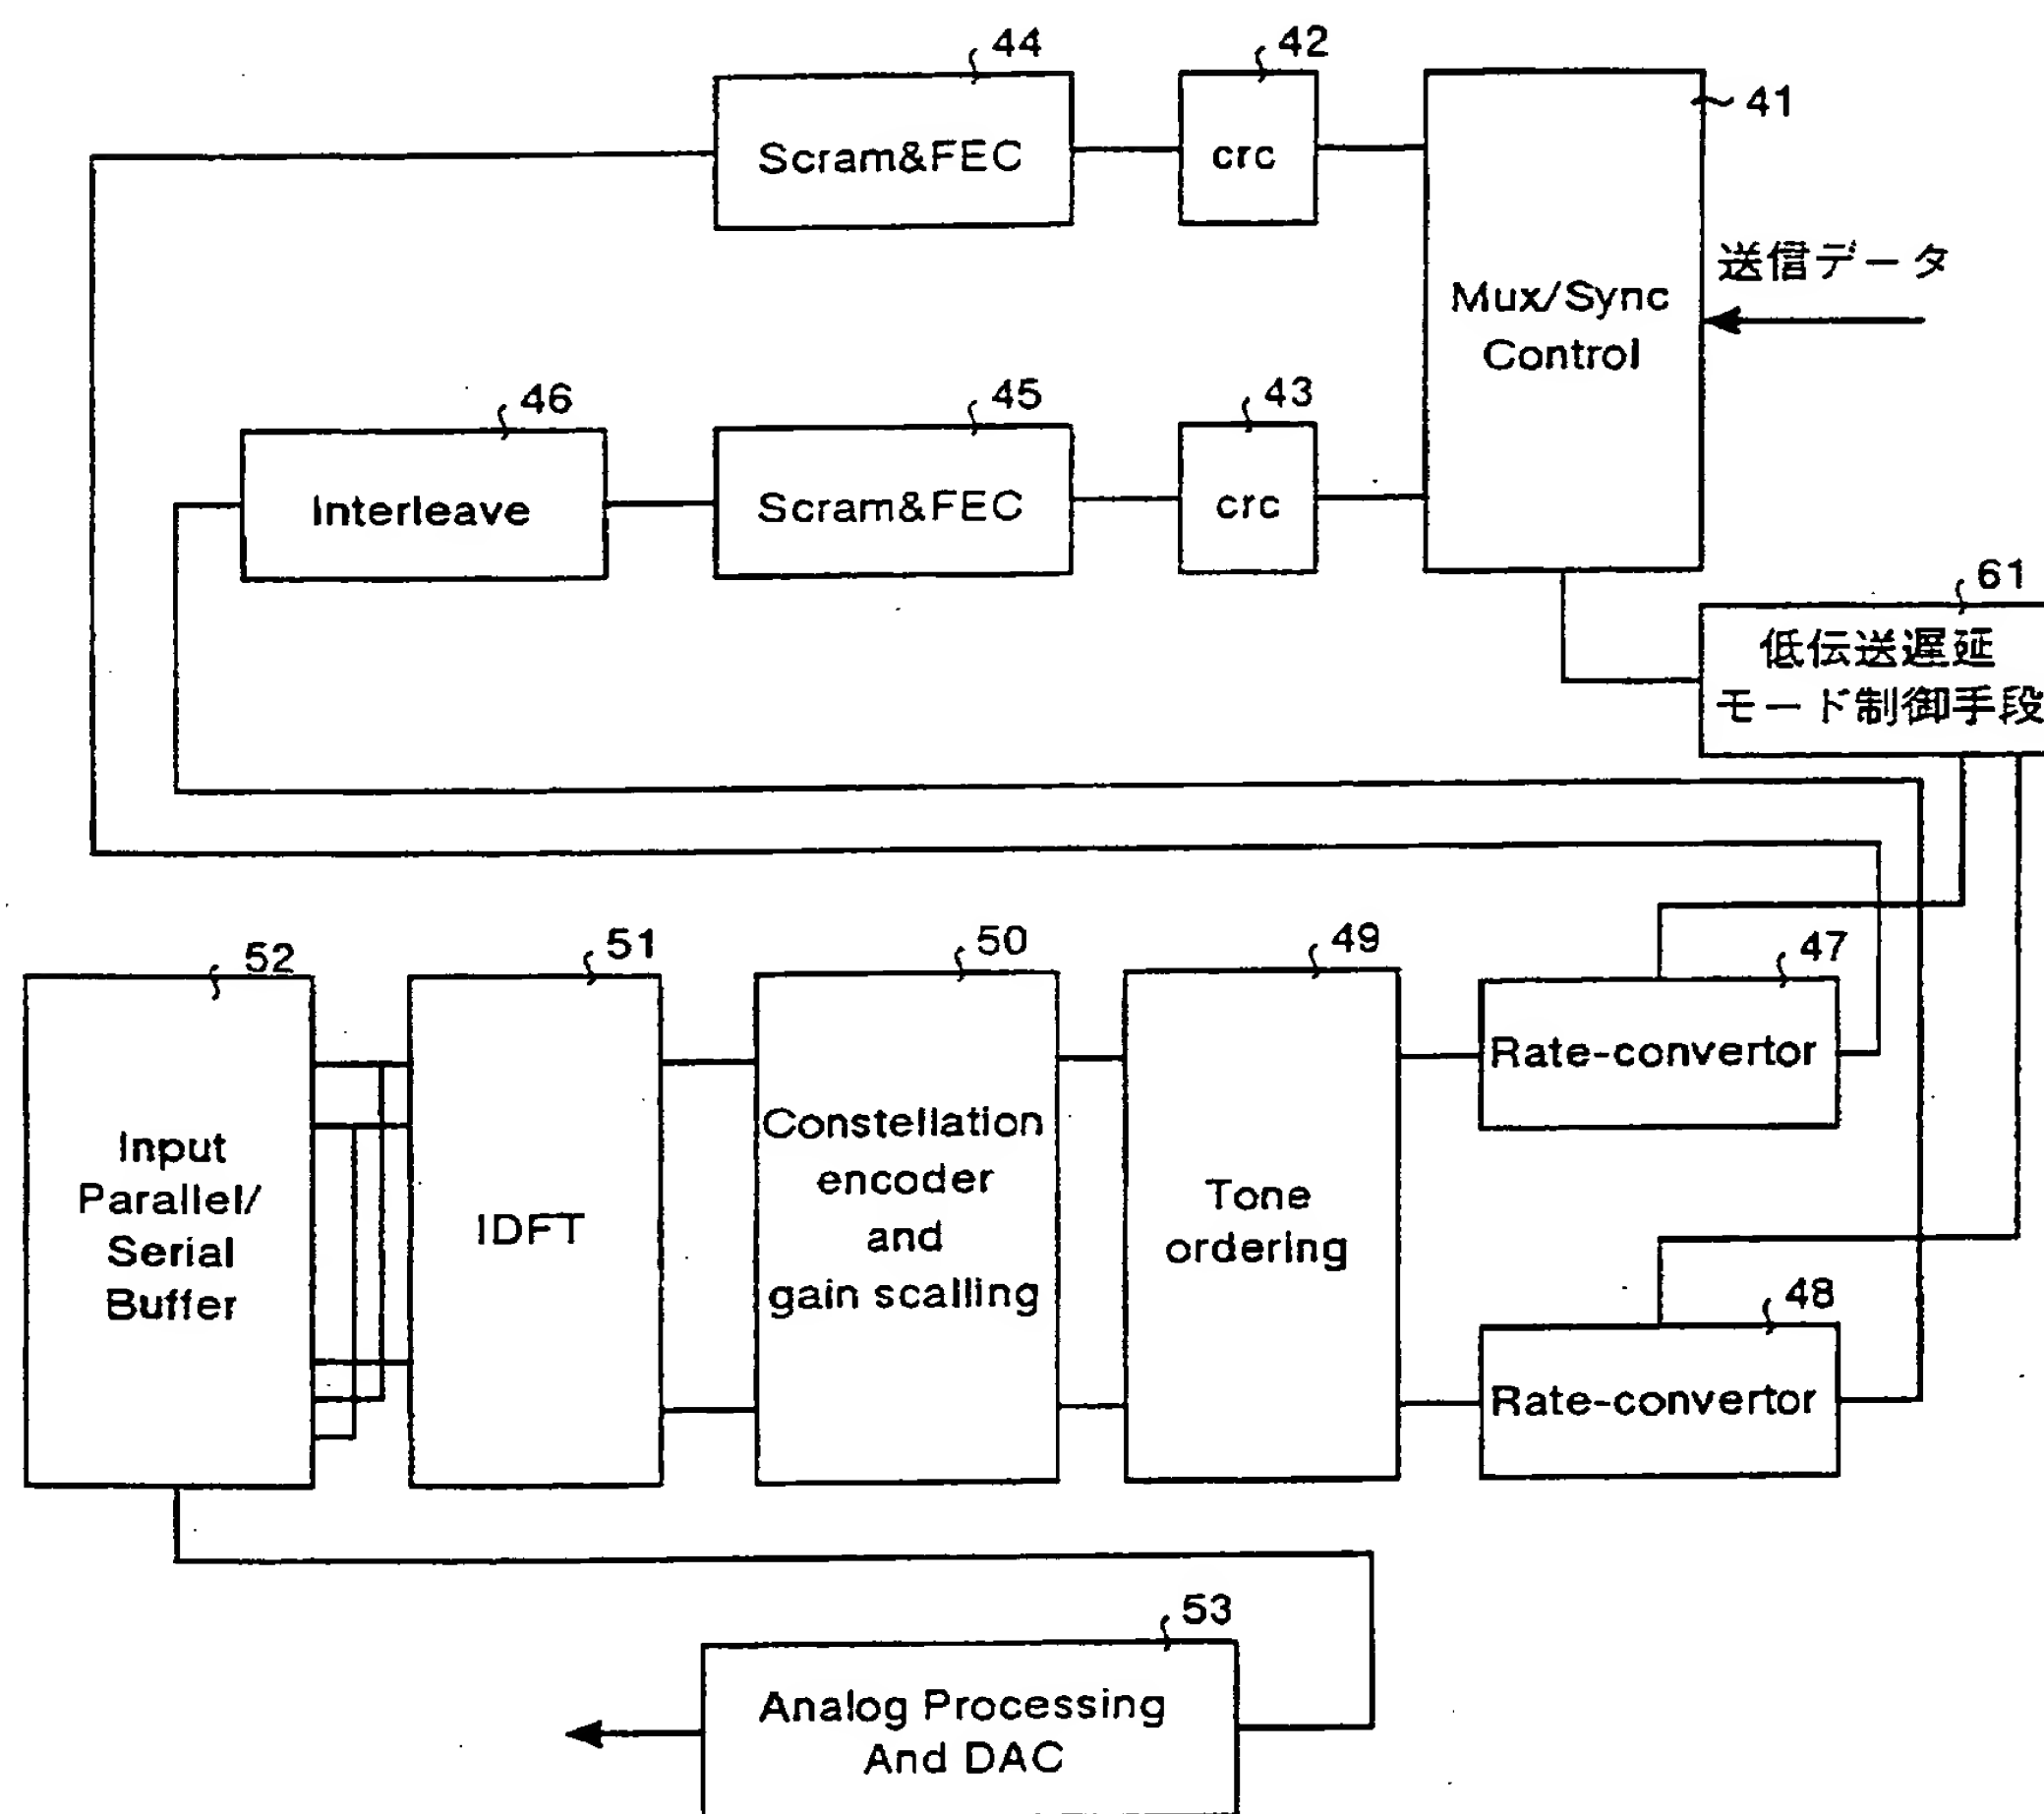 44
42
41
Scram&FEC
crc
送信データ
Mux/Sync
Control
46
45
43
Interleave
Scram&FEC
crc
61
低伝送遅延
モード制御手段
52
51
50
49
47
Rate-convertor
Input
Parallel/
Serial
Buffer
IDFT
Constellation
encoder
and
gain scalling
Tone
ordering
48
Rate-convertor
53
Analog Processing
And DAC